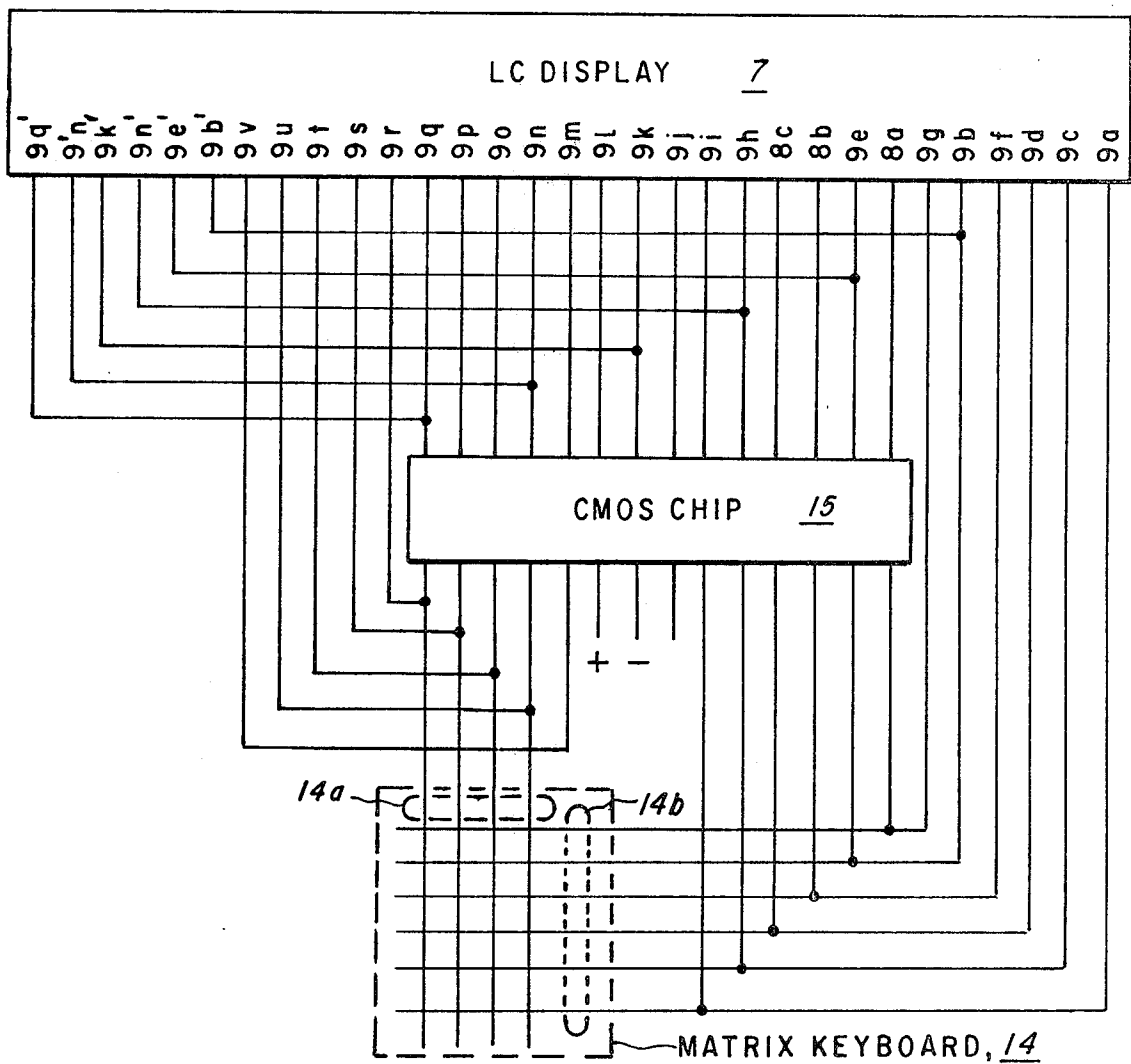 LC DISPLAY 7
9q' 9'n, 9k' 9n' 9e' 9b' 9v 9u 9t 9s 9r 9q 9p 9o 9n 9m 9l 9k 9j 9i 9h 8c 8b 9e 8a 9g 9b 9f 9d 9c 9a
CMOS CHIP 15
+ -
14a
14b
MATRIX KEYBOARD, 14